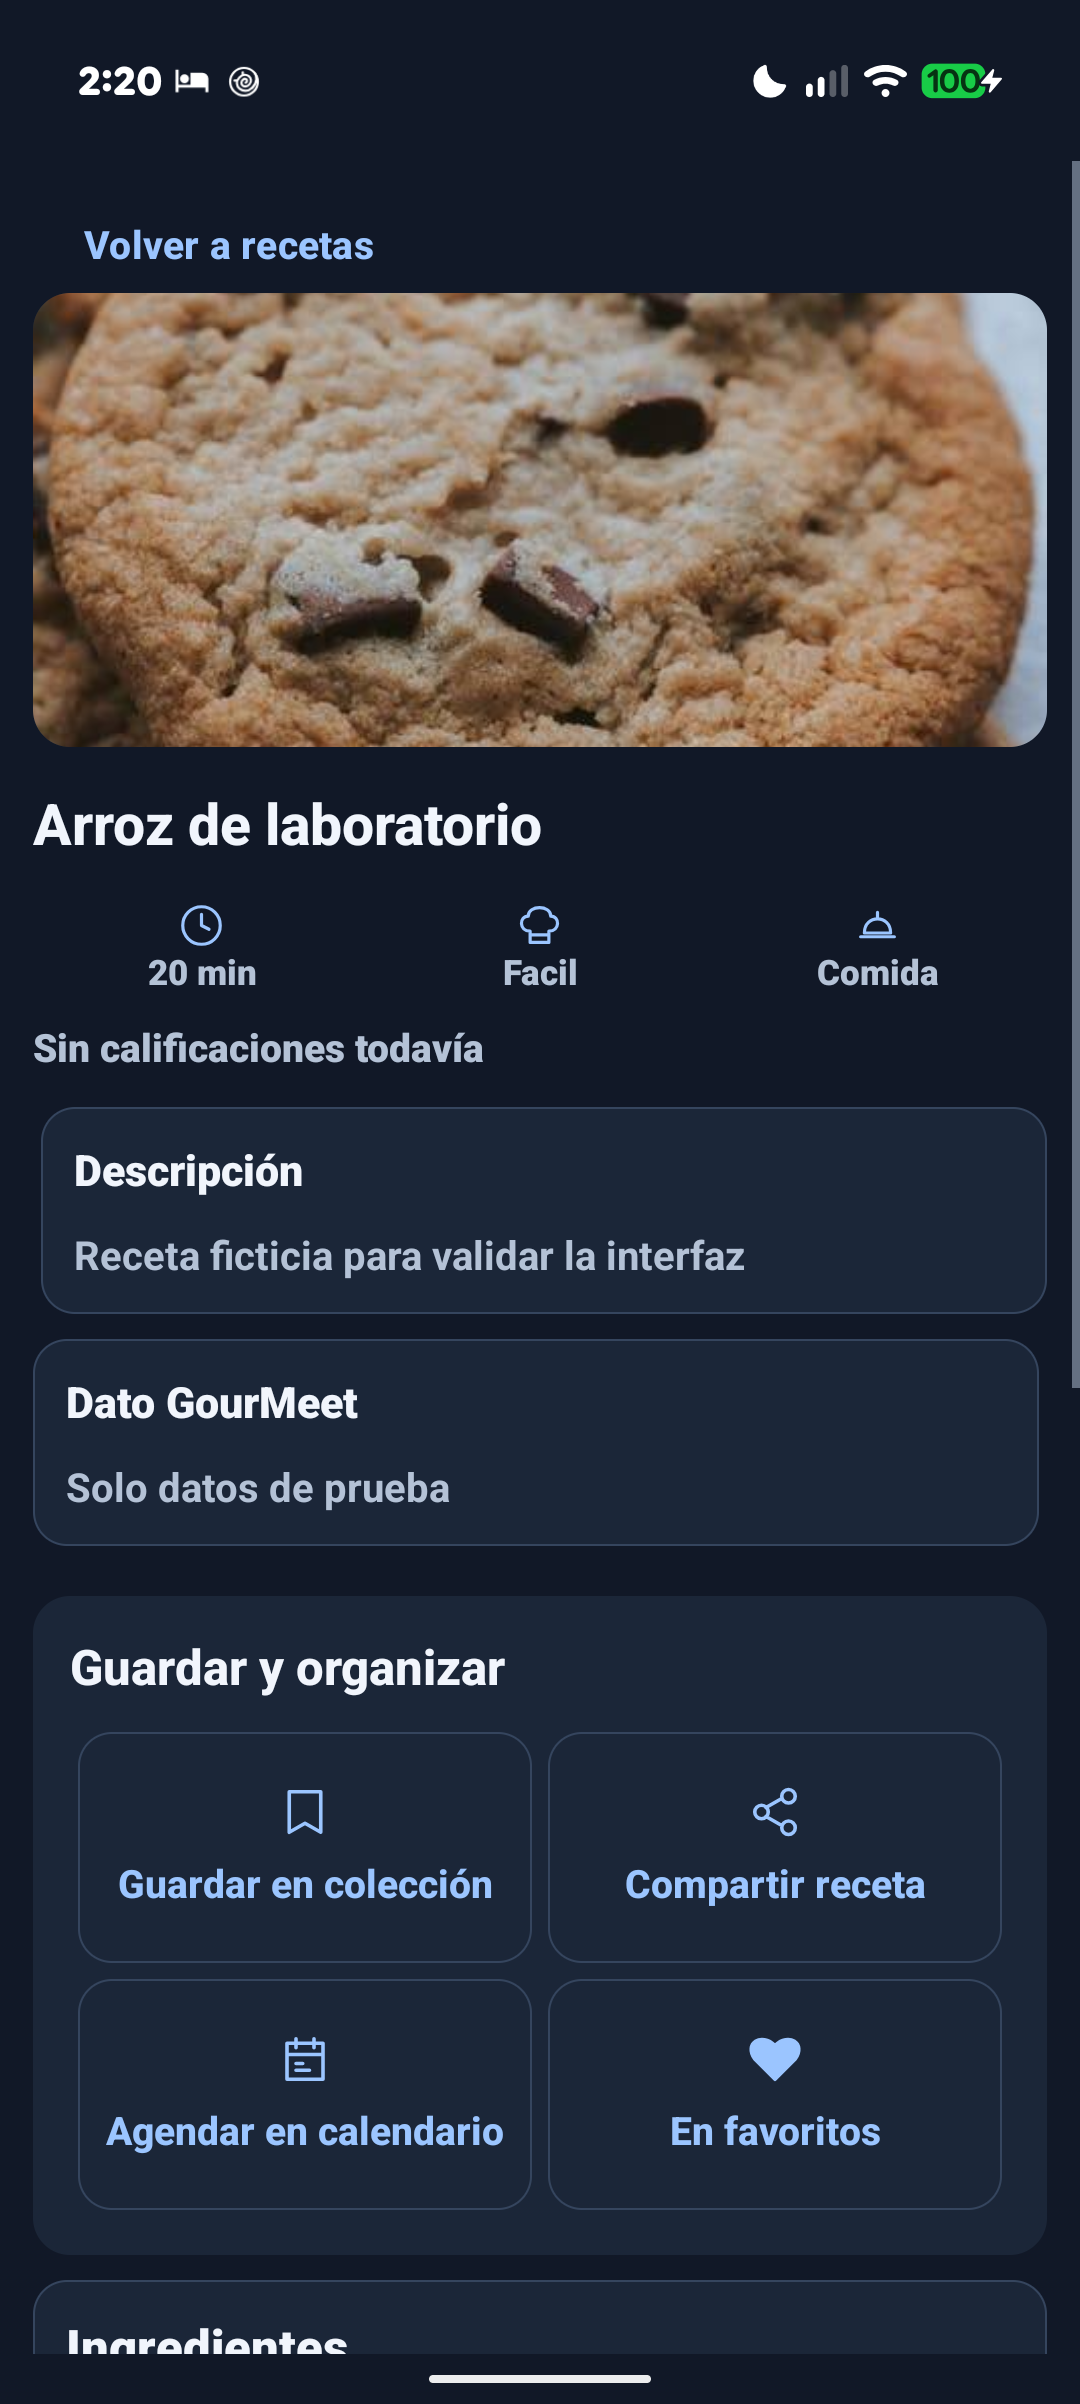 2:20
100
Volver a recetas
Arroz de laboratorio
20 min
Facil
Comida
Sin calificaciones todavía
Descripción
Receta ficticia para validar la interfaz
Dato GourMeet
Solo datos de prueba
Guardar y organizar
Guardar en colección
Compartir receta
Agendar en calendario
En favoritos
Ingredientes